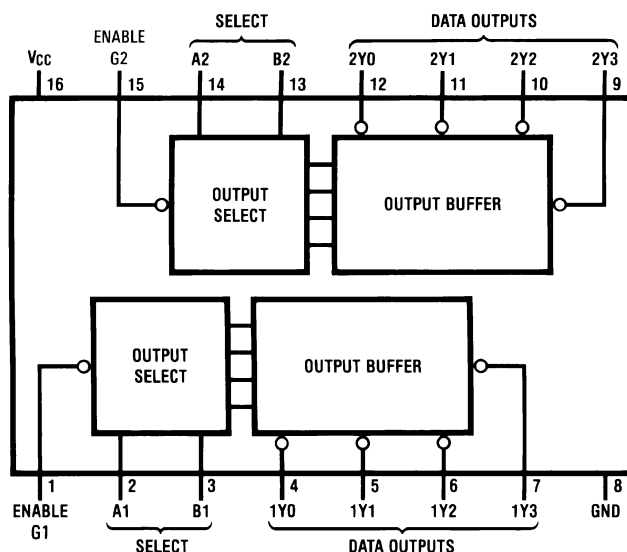 SELECT DATA OUTPUTS
ENABLE
VCC G2 A2 B2 2Y0 2Y1 2Y2 2Y3
16 15 14 13 12 11 10 9
OUTPUT
SELECT
OUTPUT BUFFER
OUTPUT
SELECT
OUTPUT BUFFER
1 2 3 4 5 6 7 8
ENABLE A1 B1 1Y0 1Y1 1Y2 1Y3 GND
G1
SELECT DATA OUTPUTS